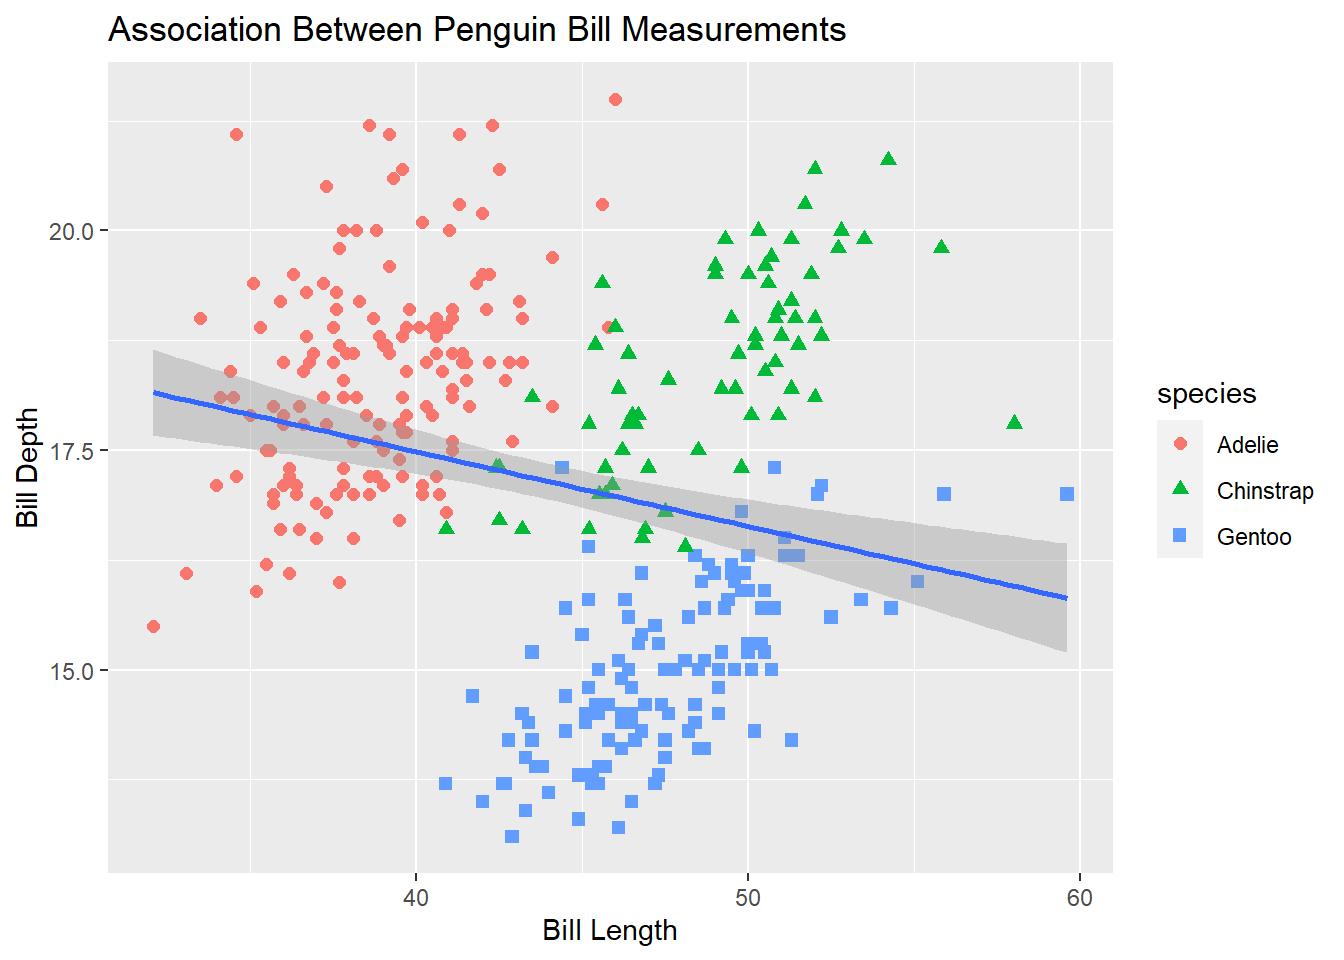 Association Between Penguin Bill Measurements
Bill Depth
20.0
17.5
15.0
40
50
60
Bill Length
species
Adelie
Chinstrap
Gentoo